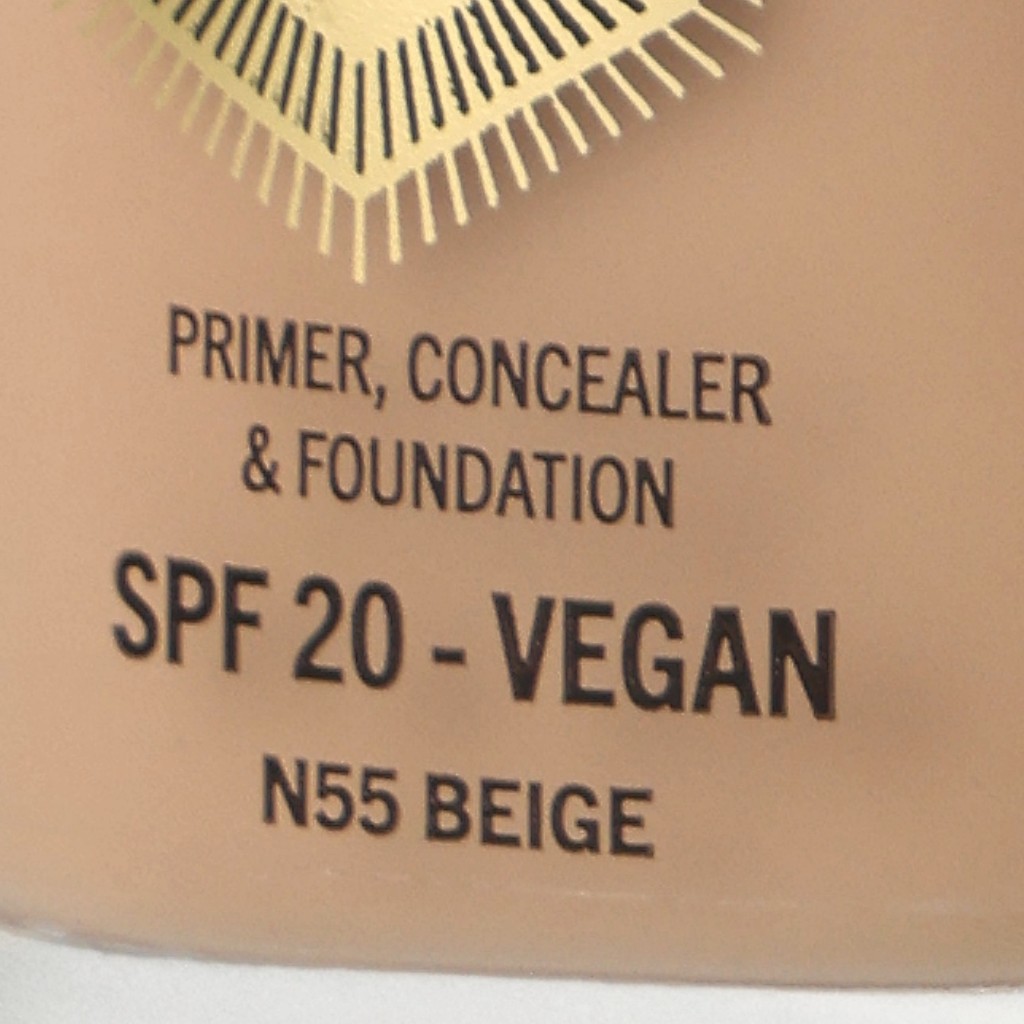 PRIMER, CONCEALER
& FOUNDATION
SPF 20 - VEGAN
N55 BEIGE